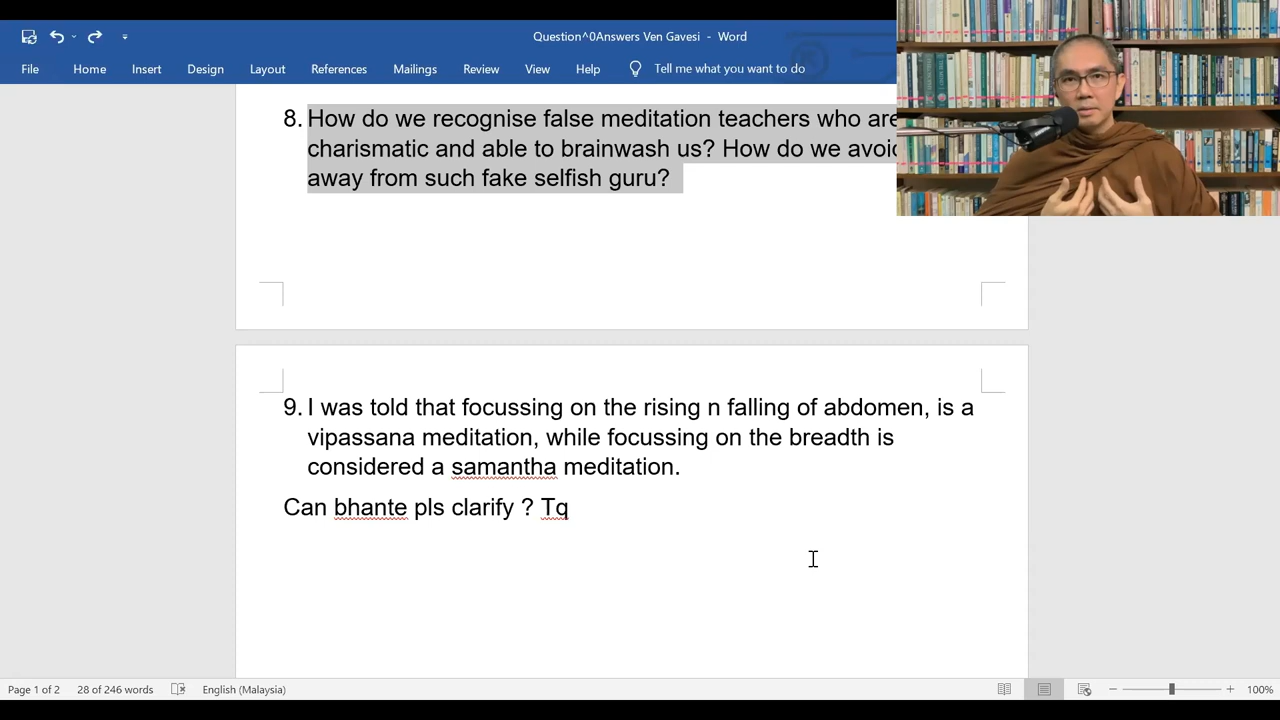 Question^0Answers Ven Gavesi - Word
File Home Insert Design Layout References Mailings Review View Help Tell me what you want to do
8. How do we recognise false meditation teachers who are
charismatic and able to brainwash us? How do we avoid
away from such fake selfish guru?
9. I was told that focussing on the rising n falling of abdomen, is a
vipassana meditation, while focussing on the breadth is
considered a samantha meditation.
Can bhante pls clarify ? Tq
Page 1 of 2 28 of 246 words English (Malaysia) 100%